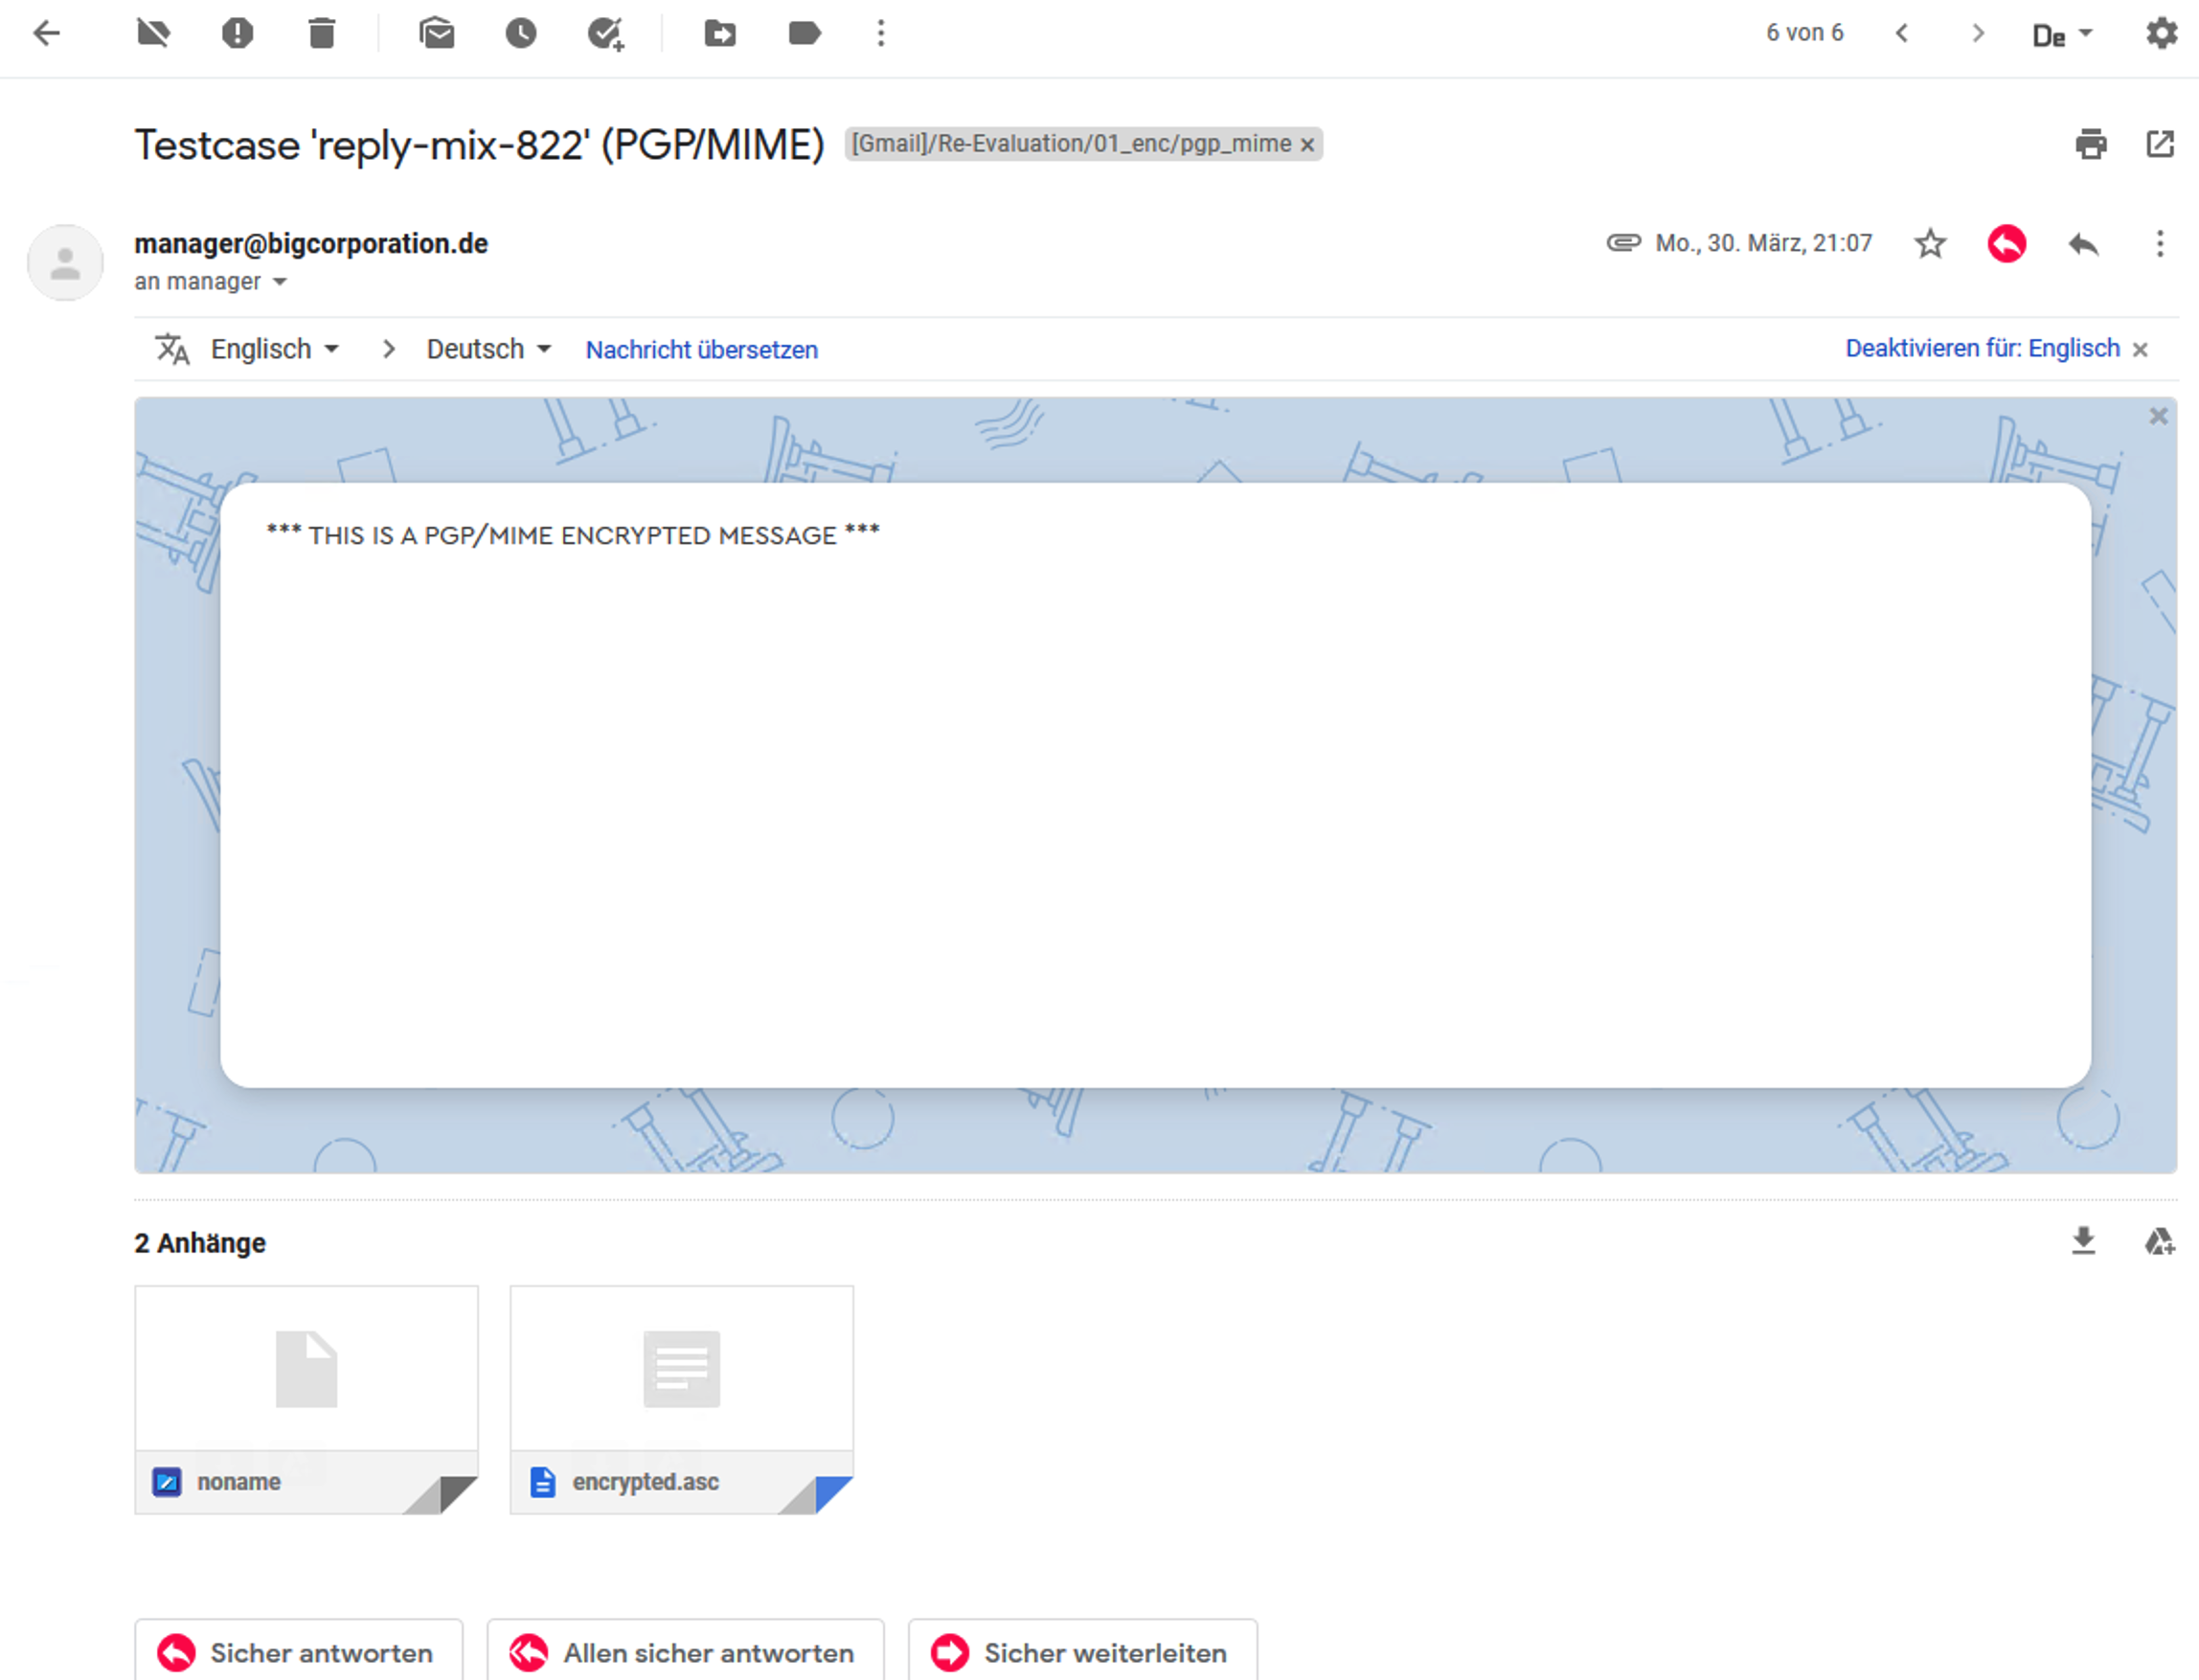 6 von 6
De
Testcase 'reply-mix-822' (PGP/MIME)
[Gmail]/Re-Evaluation/01_enc/pgp_mime ×
manager@bigcorporation.de
Mo., 30. März, 21:07
an manager
Englisch > Deutsch Nachricht übersetzen
Deaktivieren für: Englisch ×
*** THIS IS A PGP/MIME ENCRYPTED MESSAGE ***
2 Anhänge
noname
encrypted.asc
Sicher antworten
Allen sicher antworten
Sicher weiterleiten